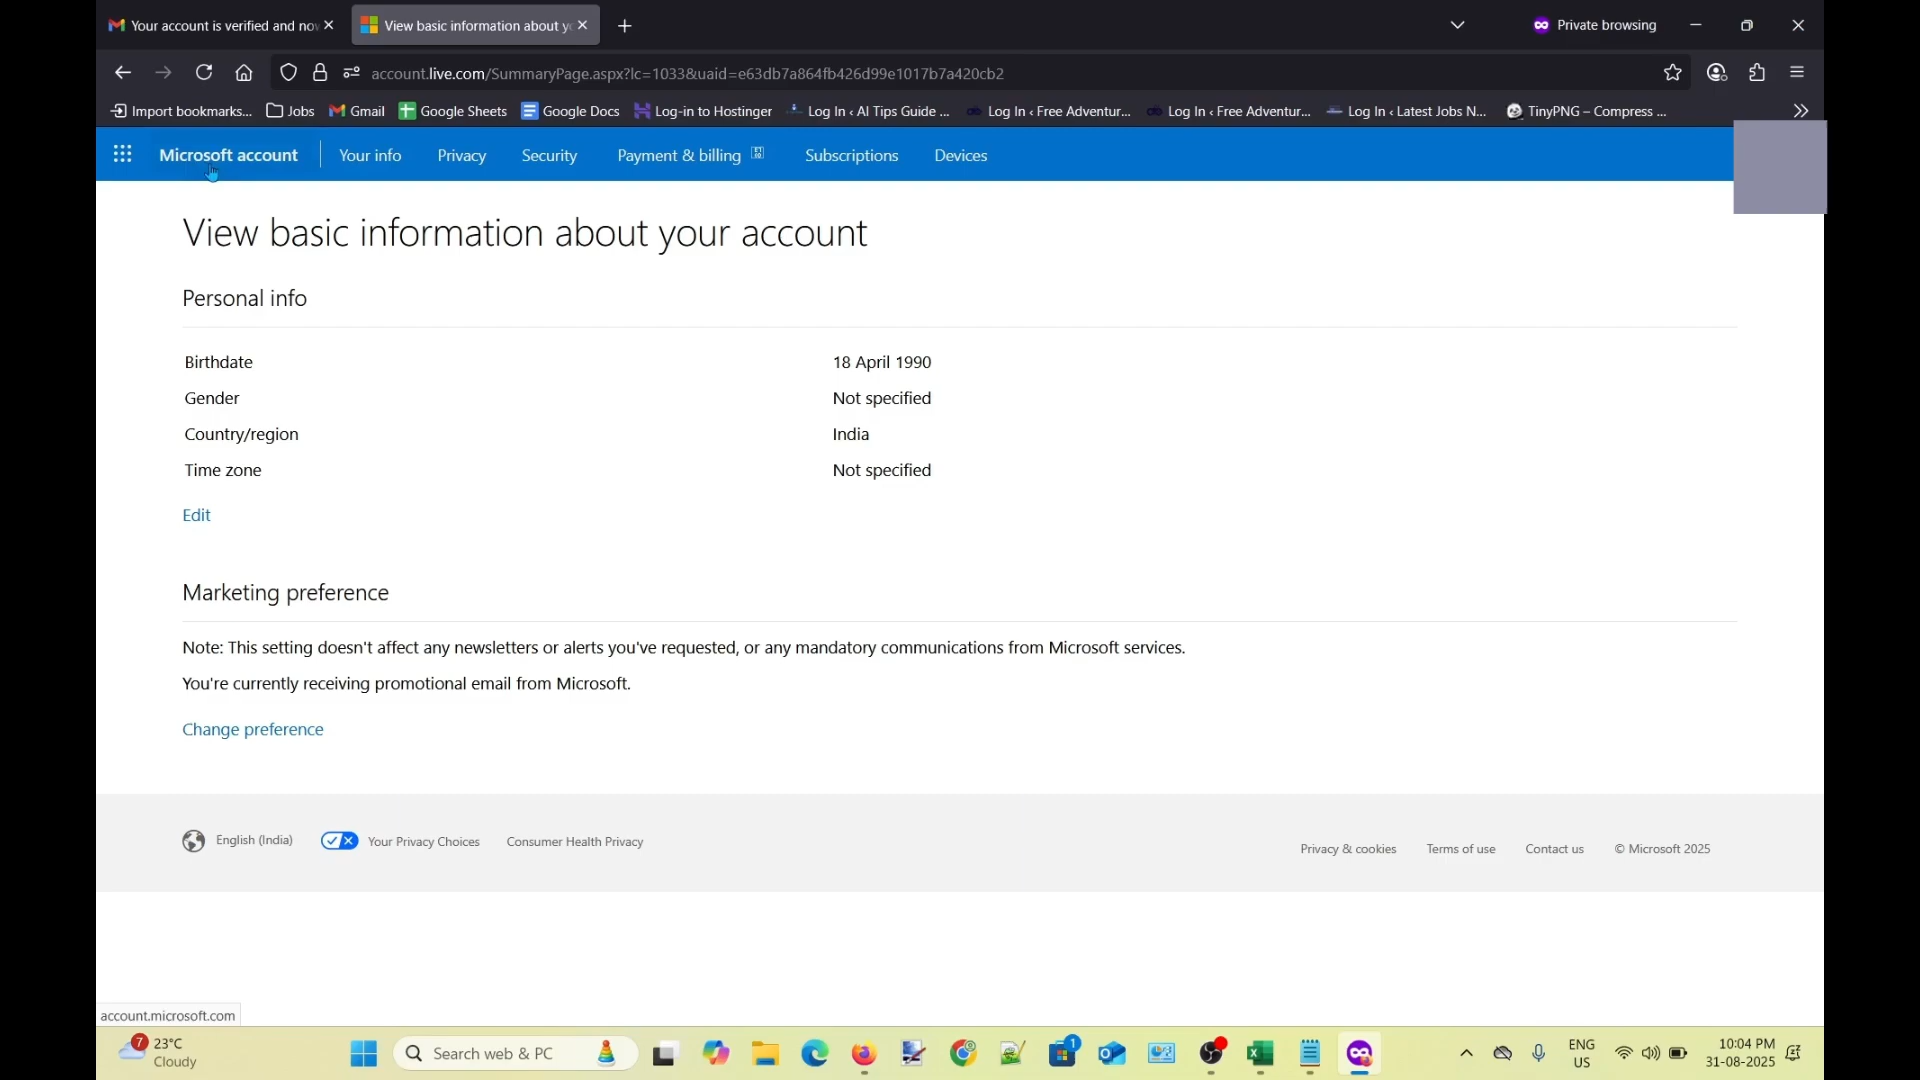 Your account is verified and nov
View basic information about yo
Private browsing
account.live.com/SummaryPage.aspx?lc=1033&uaid=e63db7a864fb426d99e1017b7a420cb2
Import bookmarks... Jobs Gmail Google Sheets Google Docs Log-in to Hostinger Log In ‹ AI Tips Guide ... Log In ‹ Free Adventur... Log In ‹ Free Adventur... Log In ‹ Latest Jobs N... TinyPNG – Compress ...
Microsoft account Your info Privacy Security Payment & billing Subscriptions Devices
View basic information about your account
Personal info
Birthdate 18 April 1990
Gender Not specified
Country/region India
Time zone Not specified
Edit
Marketing preference
Note: This setting doesn't affect any newsletters or alerts you've requested, or any mandatory communications from Microsoft services.
You're currently receiving promotional email from Microsoft.
Change preference
English (India) Your Privacy Choices Consumer Health Privacy
Privacy & cookies Terms of use Contact us © Microsoft 2025
account.microsoft.com
7
23°C
Cloudy
Search web & PC
1
ENG
US
10:04 PM
31-08-2025